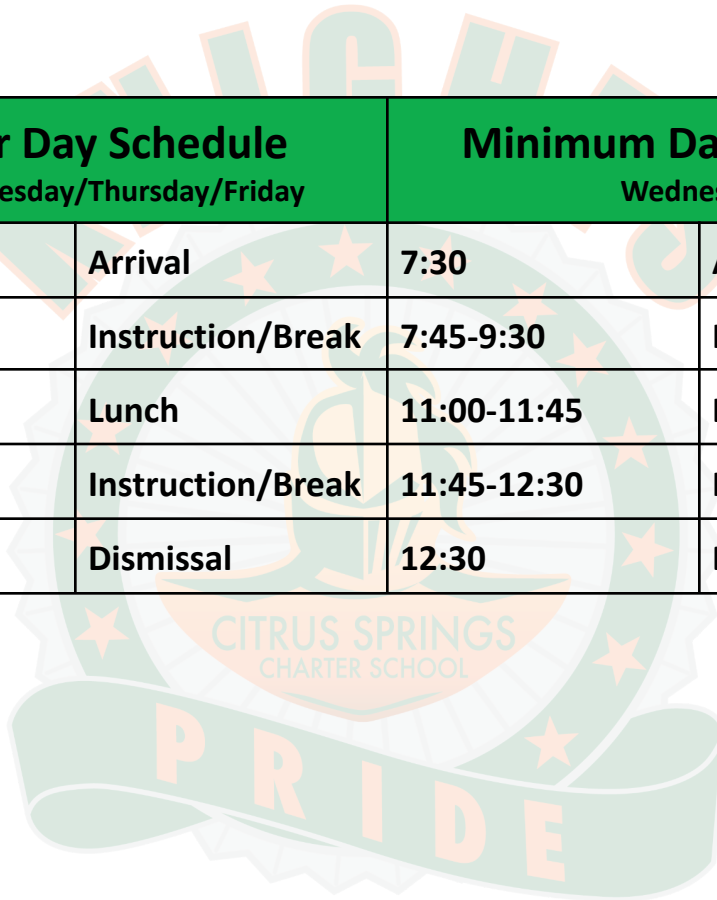 KNIGHTS
r Day Schedule
Minimum Da
esday/Thursday/Friday
Wednes
Arrival
7:30
Instruction/Break
7:45-9:30
Lunch
11:00-11:45
Instruction/Break
11:45-12:30
Dismissal
12:30
CITRUS SPRINGS
CHARTER SCHOOL
PRIDE